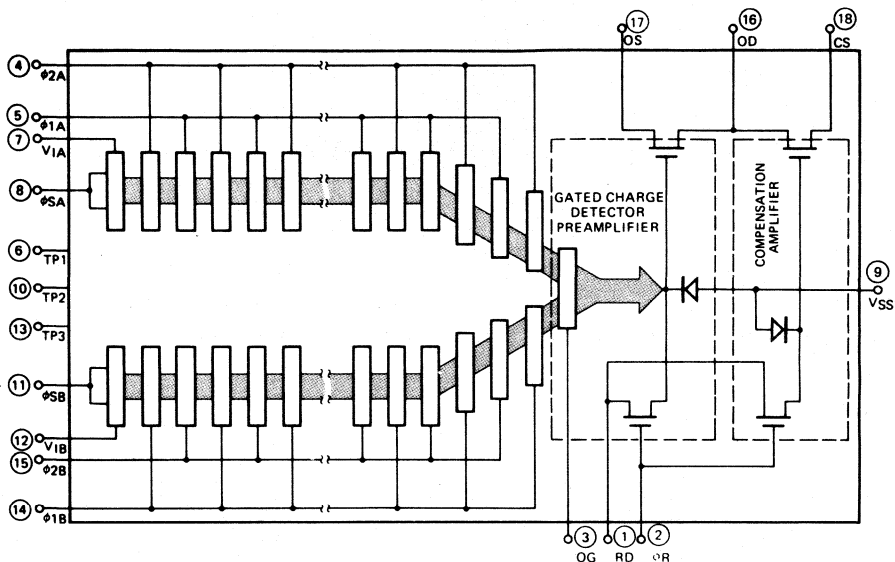 17 16 18
OS OD CS
4 φ2A
5 φ1A
7 VIA
8 φSA
GATED CHARGE
DETECTOR
PREAMPLIFIER
COMPENSATION
AMPLIFIER
6 TP1
9 VSS
10 TP2
13 TP3
11 φSB
12 VIB
15 φ2B
14 φ1B
3 1 2
OG RD φR